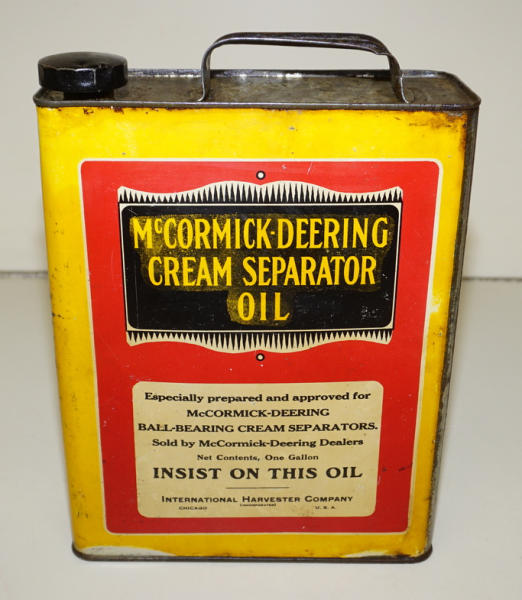 McCORMICK-DEERING
CREAM SEPARATOR
OIL
Especially prepared and approved for
McCORMICK-DEERING
BALL-BEARING CREAM SEPARATORS.
Sold by McCormick-Deering Dealers
Net Contents, One Gallon
INSIST ON THIS OIL
INTERNATIONAL HARVESTER COMPANY
CHICAGO (INCORPORATED) U. S. A.